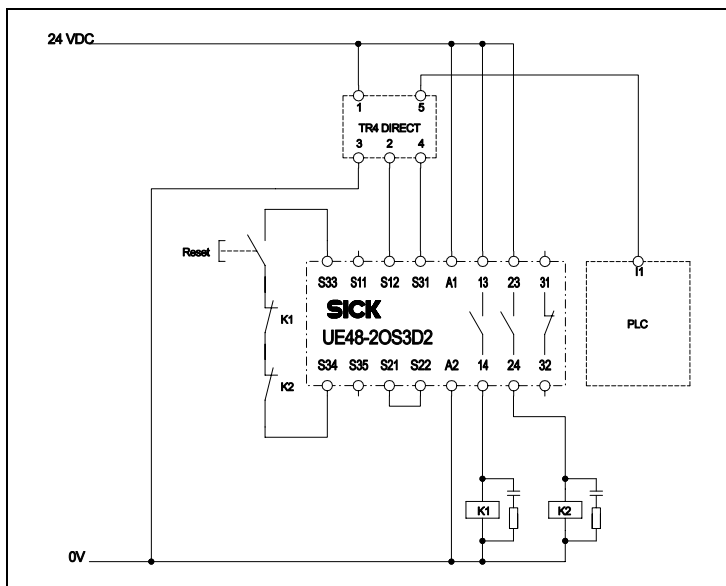 24 VDC
1 5
TR4 DIRECT
3 2 4
Reset
S33 S11 S12 S31 A1 13 23 31
I1
SICK
PLC
K1
UE48-2OS3D2
S34 S35 S21 S22 A2 14 24 32
K2
K1 K2
0V